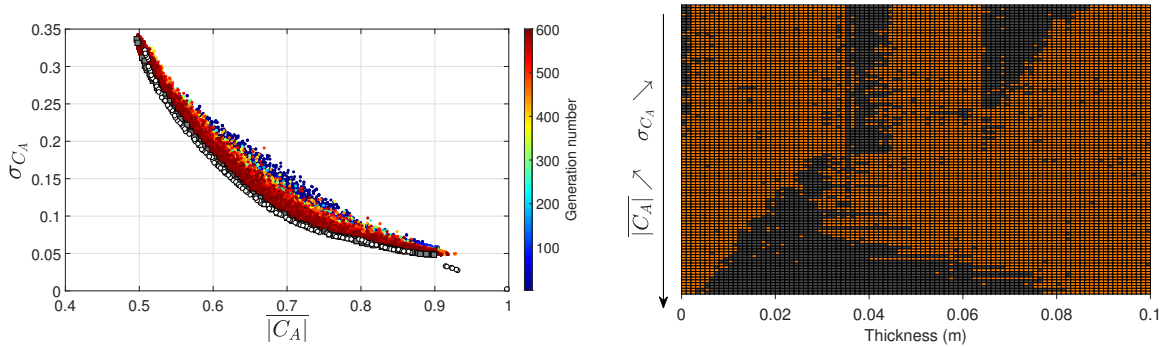 0.35
0.3
0.25
0.2
0.15
0.1
0.05
0
σ_{C_A}
0.4 0.5 0.6 0.7 0.8 0.9 1
\overline{|C_A|}
600
500
400
300
200
100
Generation number
\overline{|C_A|} ↗ σ_{C_A} ↘
0 0.02 0.04 0.06 0.08 0.1
Thickness (m)